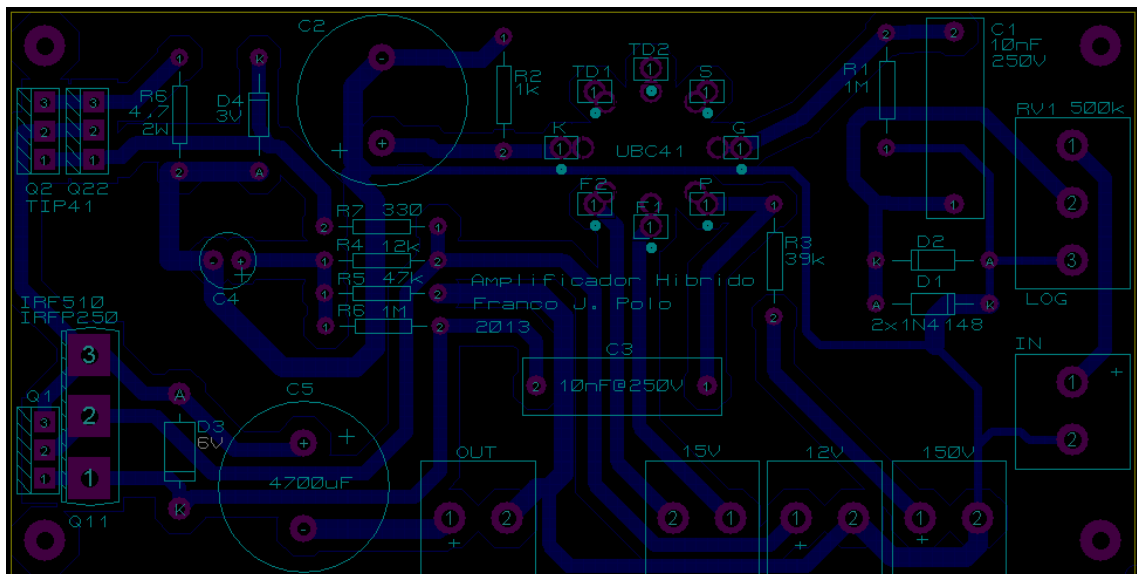 C2
C1
10nF
250V
TD2
TD1
S
R2
1k
R1
1M
RV1 500k
R6
4,7
2W
D4
3V
K
G
UBC41
Q2
Q22
TIP41
F2
F1
P
R7 330
R4 12k
R5 47k
R6 1M
R3
39k
D2
D1
2x1N4148
LOG
C4
Amplificador Hibrido
Franco J. Polo
2013
IRF510
IRFP250
C3
10nF@250V
IN
Q1
D3
6V
C5
4700uF
Q11
OUT
15V
12V
150V